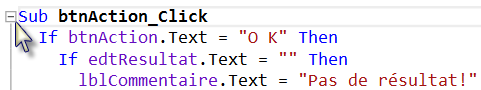 Sub btnAction_Click
If btnAction.Text = "O K" Then
If edtResultat.Text = "" Then
lblCommentaire.Text = "Pas de résultat!"